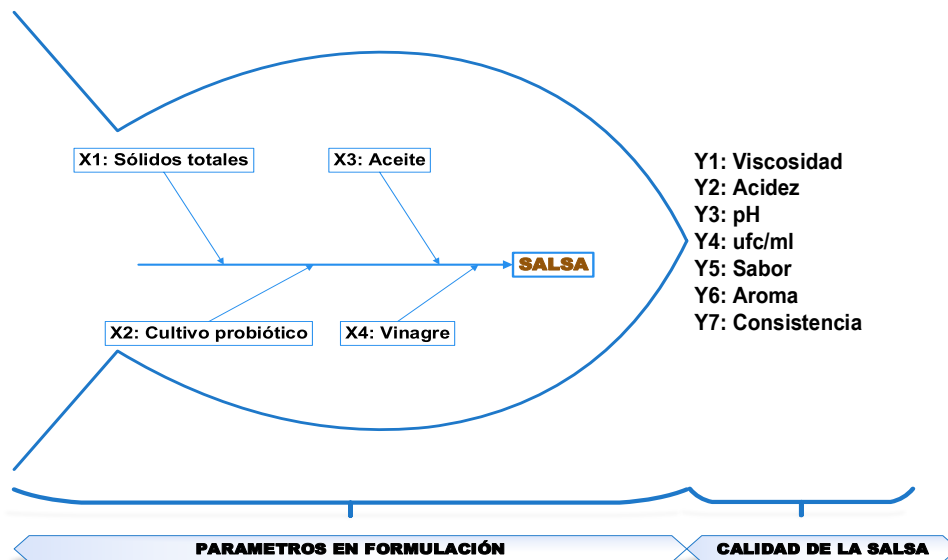 X1: Sólidos totales
X3: Aceite
SALSA
X2: Cultivo probiótico
X4: Vinagre
Y1: Viscosidad
Y2: Acidez
Y3: pH
Y4: ufc/ml
Y5: Sabor
Y6: Aroma
Y7: Consistencia
PARAMETROS EN FORMULACIÓN
CALIDAD DE LA SALSA